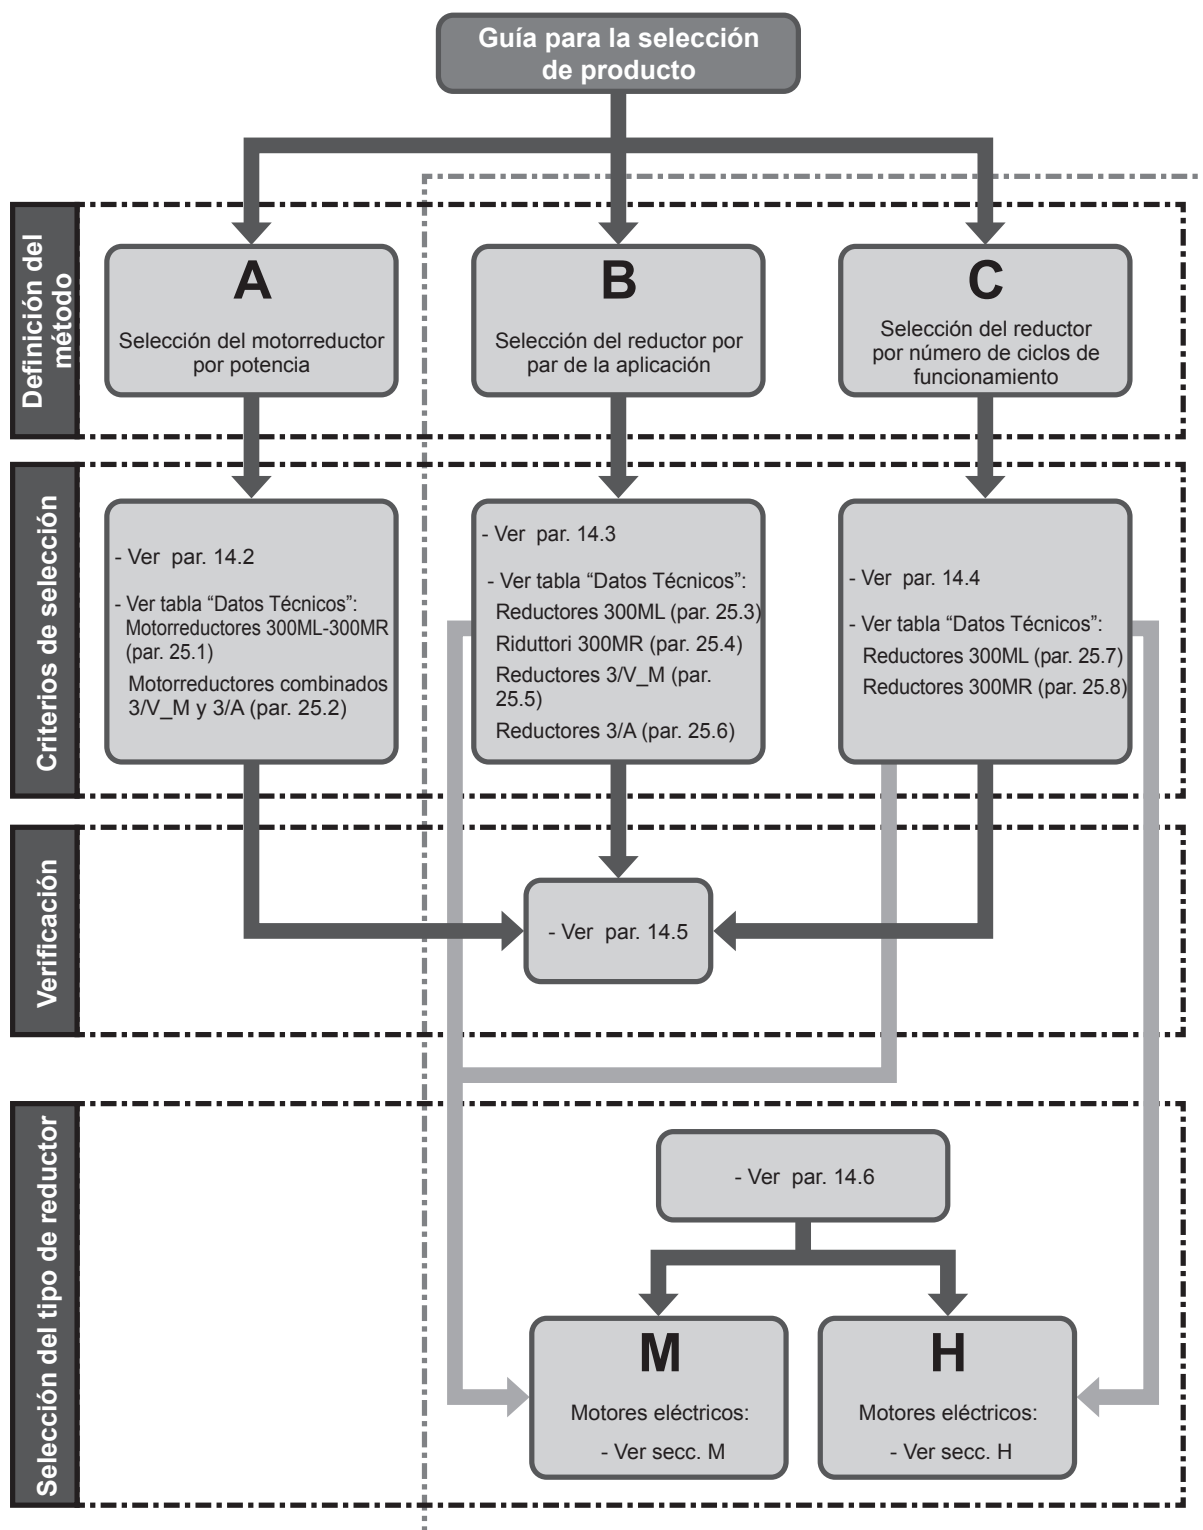 Guía para la selección
de producto
Definición del
método
A
Selección del motorreductor
por potencia
B
Selección del reductor por
par de la aplicación
C
Selección del reductor
por número de ciclos de
funcionamiento
Criterios de selección
- Ver par. 14.2
- Ver tabla “Datos Técnicos”:
Motorreductores 300ML-300MR
(par. 25.1)
Motorreductores combinados
3/V_M y 3/A (par. 25.2)
- Ver par. 14.3
- Ver tabla “Datos Técnicos”:
Reductores 300ML (par. 25.3)
Riduttori 300MR (par. 25.4)
Reductores 3/V_M (par.
25.5)
Reductores 3/A (par. 25.6)
- Ver par. 14.4
- Ver tabla “Datos Técnicos”:
Reductores 300ML (par. 25.7)
Reductores 300MR (par. 25.8)
Verificación
- Ver par. 14.5
Selección del tipo de reductor
- Ver par. 14.6
M
Motores eléctricos:
- Ver secc. M
H
Motores eléctricos:
- Ver secc. H